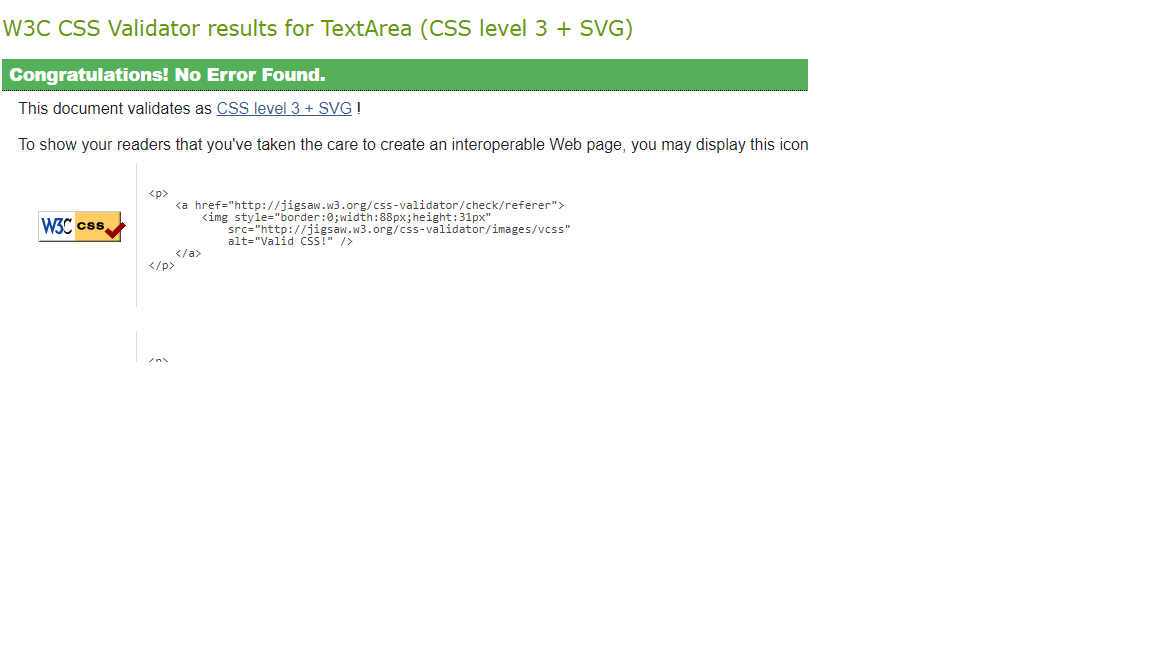 W3C CSS Validator results for TextArea (CSS level 3 + SVG)
Congratulations! No Error Found.
This document validates as CSS level 3 + SVG !
To show your readers that you've taken the care to create an interoperable Web page, you may display this icon
W3C css
<p>
<a href="http://jigsaw.w3.org/css-validator/check/referer">
<img style="border:0;width:88px;height:31px"
src="http://jigsaw.w3.org/css-validator/images/vcss"
alt="Valid CSS!" />
</a>
</p>